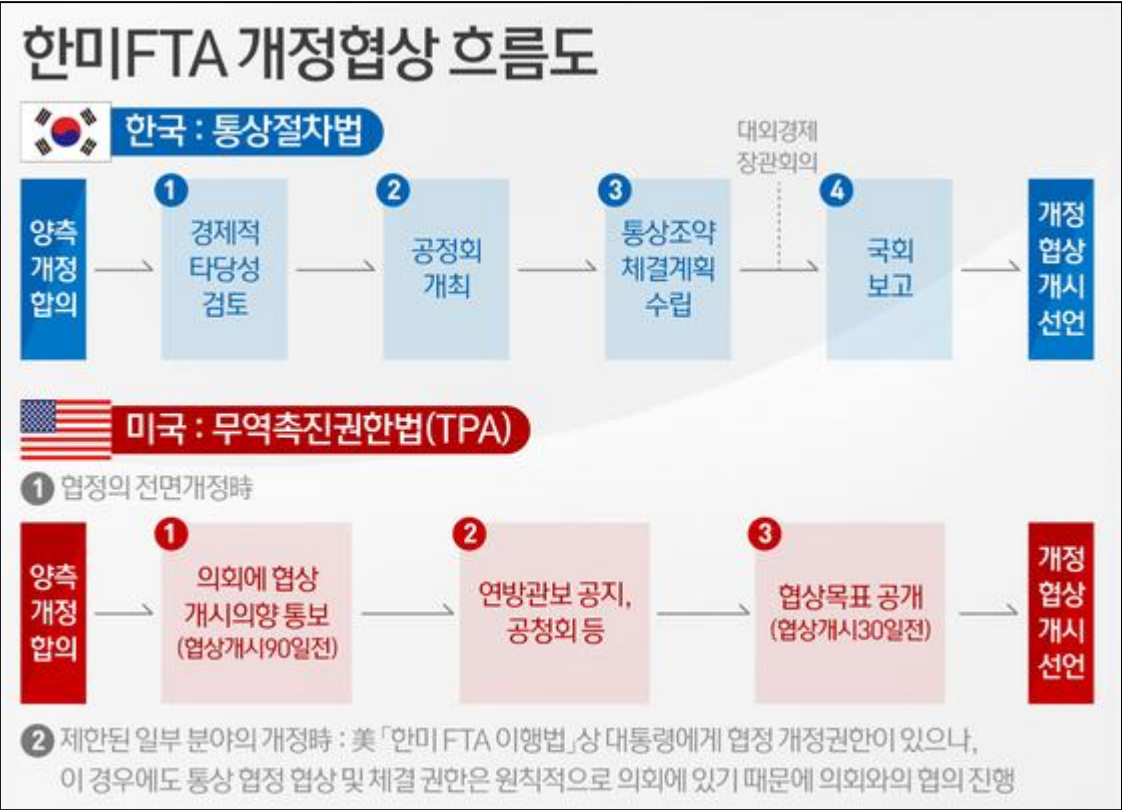 한미FTA 개정협상 흐름도
한국 : 통상절차법
대외경제
장관회의
양측
개정
합의
1
경제적
타당성
검토
2
공정회
개최
3
통상조약
체결계획
수립
4
국회
보고
개정
협상
개시
선언
미국 : 무역촉진권한법(TPA)
1 협정의 전면개정時
양측
개정
합의
1
의회에 협상
개시의향 통보
(협상개시90일전)
2
연방관보 공지,
공청회 등
3
협상목표 공개
(협상개시30일전)
개정
협상
개시
선언
2 제한된 일부 분야의 개정時 : 美 「한미 FTA 이행법」상 대통령에게 협정 개정권한이 있으나,
이 경우에도 통상 협정 협상 및 체결 권한은 원칙적으로 의회에 있기 때문에 의회와의 협의 진행